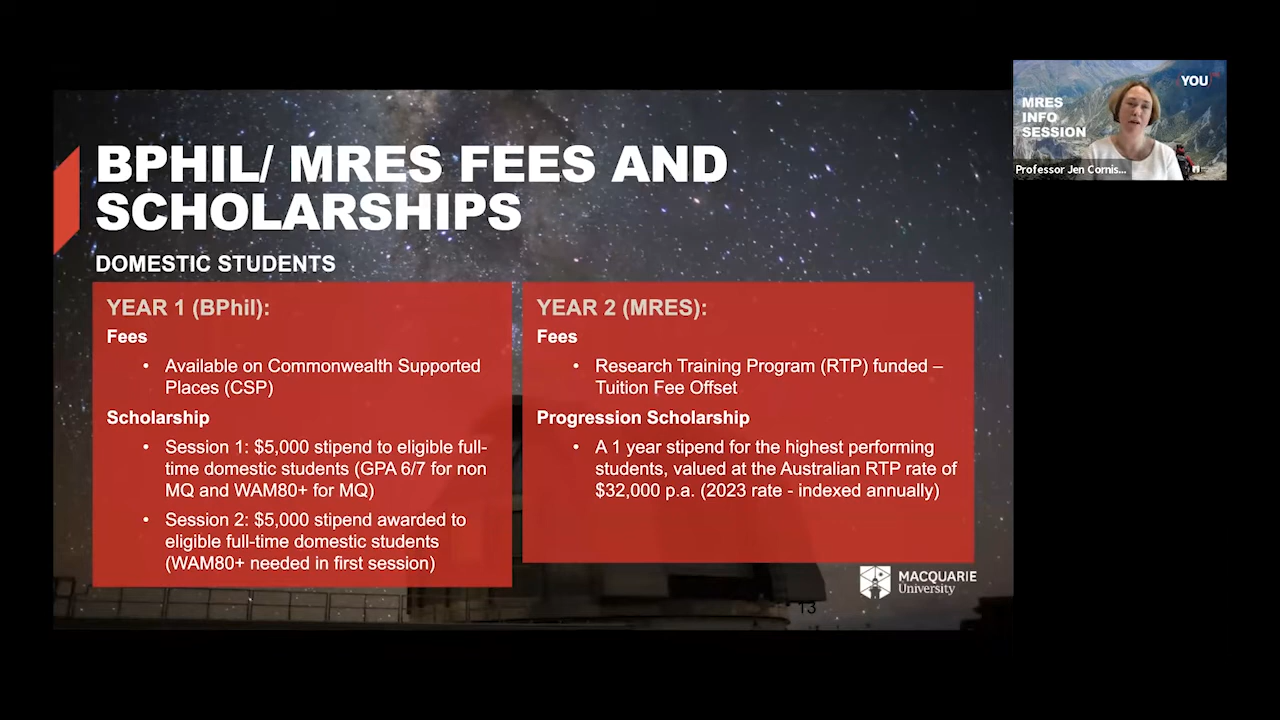 BPHIL/ MRES FEES AND
SCHOLARSHIPS
DOMESTIC STUDENTS
YEAR 1 (BPhil):
Fees
• Available on Commonwealth Supported
Places (CSP)
Scholarship
• Session 1: $5,000 stipend to eligible full-
time domestic students (GPA 6/7 for non
MQ and WAM80+ for MQ)
• Session 2: $5,000 stipend awarded to
eligible full-time domestic students
(WAM80+ needed in first session)
YEAR 2 (MRES):
Fees
• Research Training Program (RTP) funded –
Tuition Fee Offset
Progression Scholarship
• A 1 year stipend for the highest performing
students, valued at the Australian RTP rate of
$32,000 p.a. (2023 rate - indexed annually)
MACQUARIE
University
13
YOU
MRES
INFO
SESSION
Professor Jen Cornis...